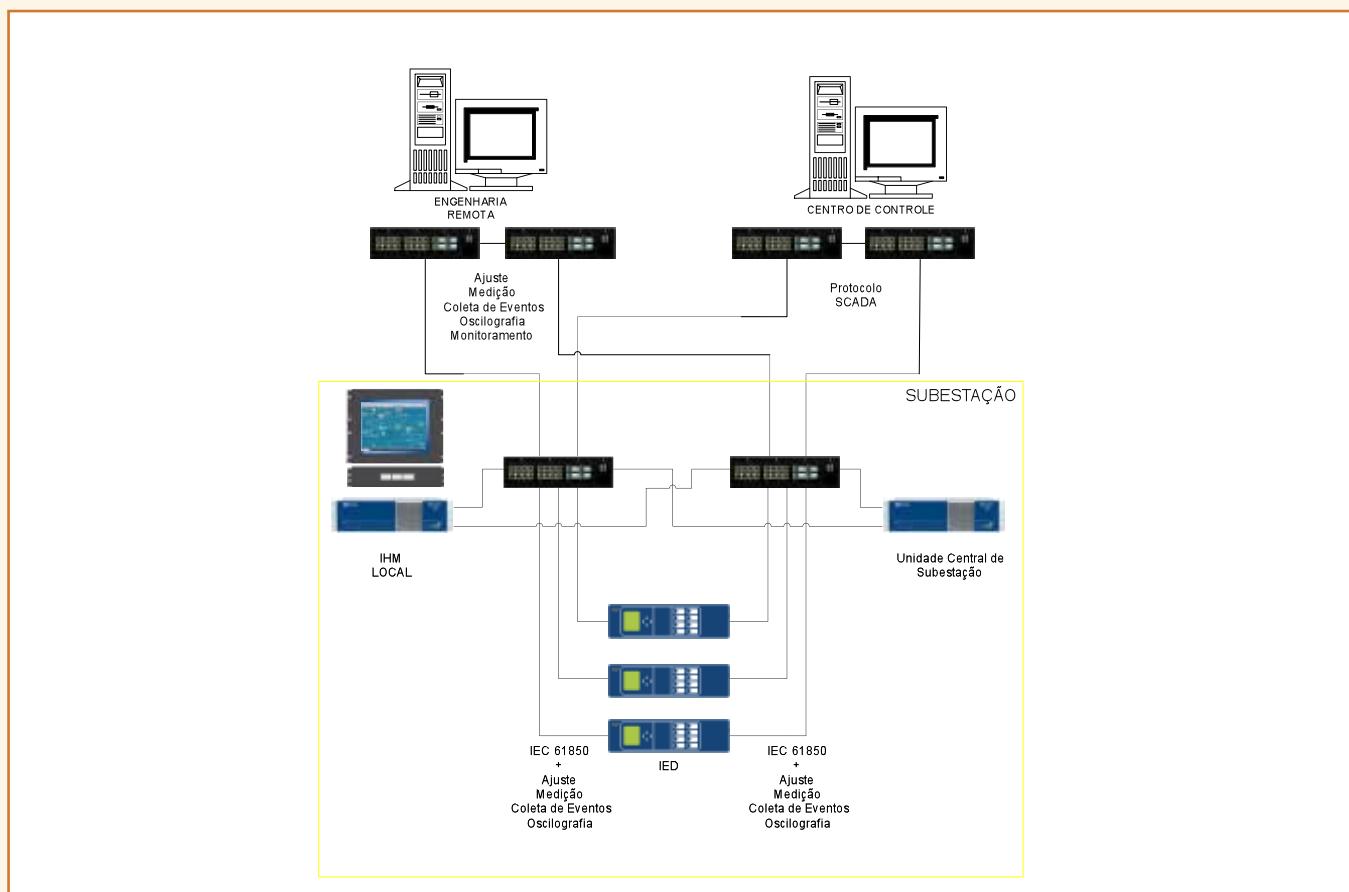 ENGENHARIA
REMOTA
CENTRO DE CONTROLE
Ajuste
Medição
Coleta de Eventos
Oscilografia
Monitoramento
Protocolo
SCADA
SUBESTAÇÃO
IHM
LOCAL
Unidade Central de
Subestação
IEC 61850
+
Ajuste
Medição
Coleta de Eventos
Oscilografia
IED
IEC 61850
+
Ajuste
Medição
Coleta de Eventos
Oscilografia